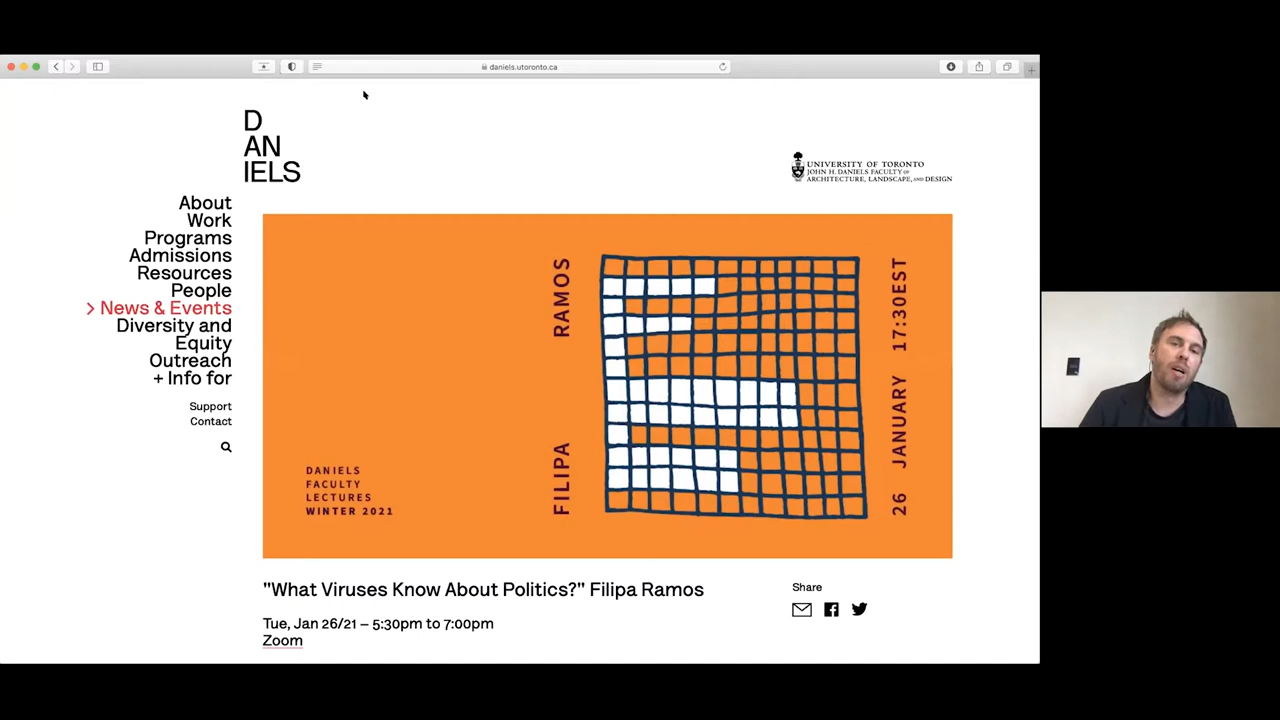 daniels.utoronto.ca
D
AN
IELS
UNIVERSITY OF TORONTO
JOHN H. DANIELS FACULTY OF
ARCHITECTURE, LANDSCAPE, AND DESIGN
About
Work
Programs
Admissions
Resources
People
> News & Events
Diversity and
Equity
Outreach
+ Info for
Support
Contact
DANIELS
FACULTY
LECTURES
WINTER 2021
FILIPA RAMOS
26 JANUARY 17:30EST
"What Viruses Know About Politics?" Filipa Ramos
Tue, Jan 26/21 – 5:30pm to 7:00pm
Zoom
Share